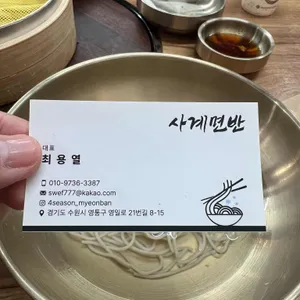 사계면반
대표
최용열
010-9736-3387
swef777@kakao.com
4season_myeonban
경기도 수원시 영통구 영일로 21번길 8-15